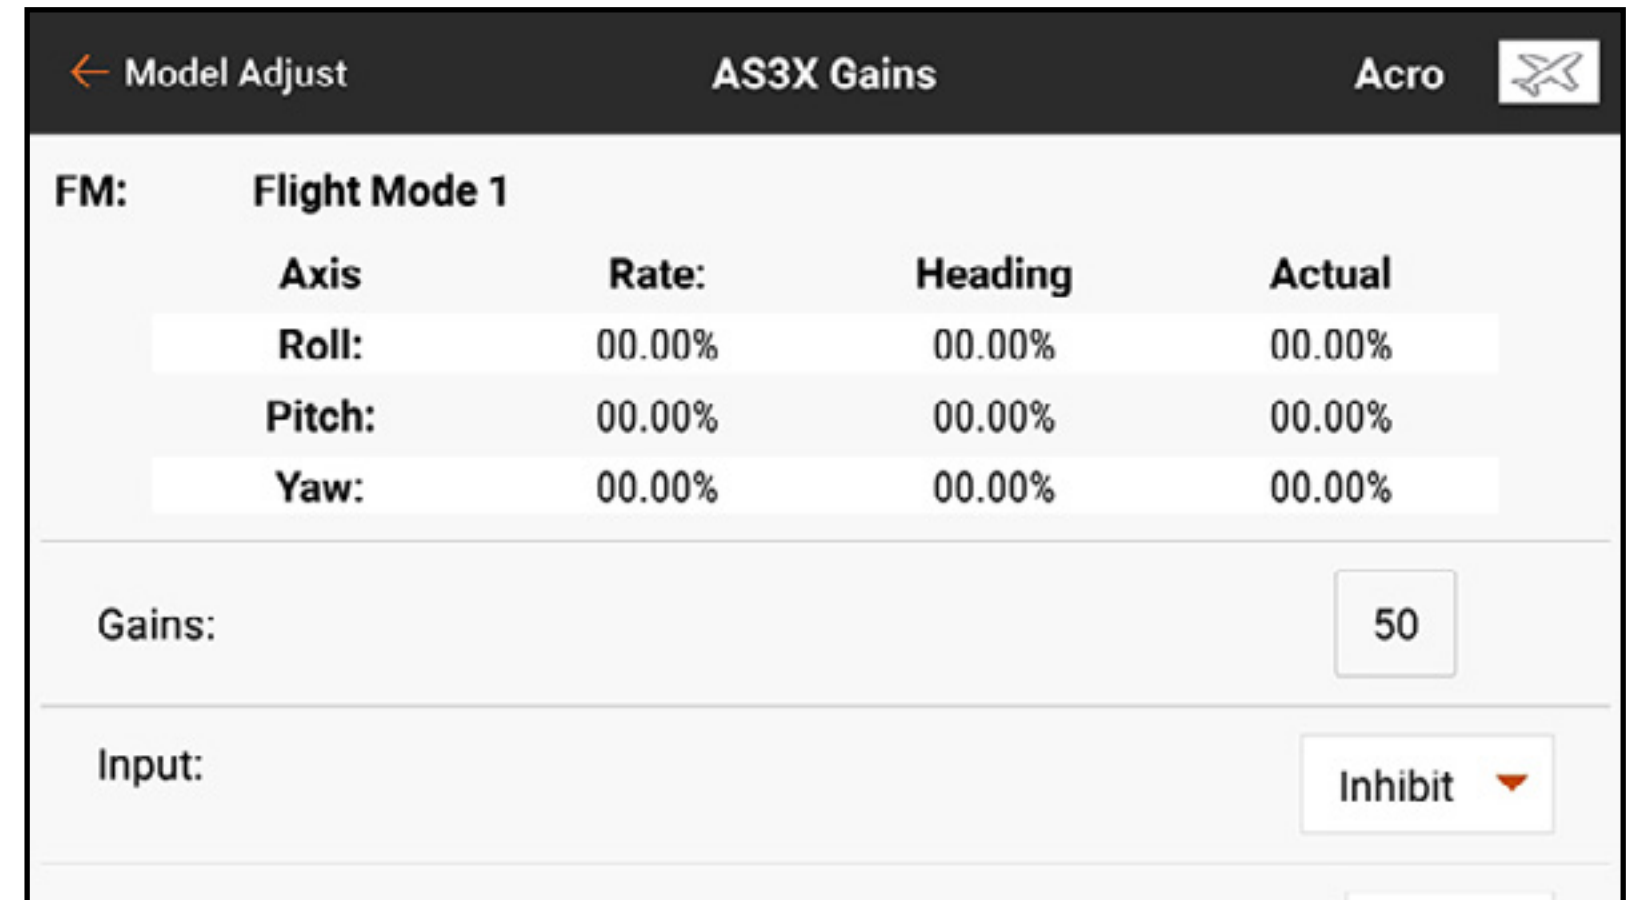 ← Model Adjust AS3X Gains Acro
FM: Flight Mode 1
Axis Rate: Heading Actual
Roll: 00.00% 00.00% 00.00%
Pitch: 00.00% 00.00% 00.00%
Yaw: 00.00% 00.00% 00.00%
Gains: 50
Input: Inhibit